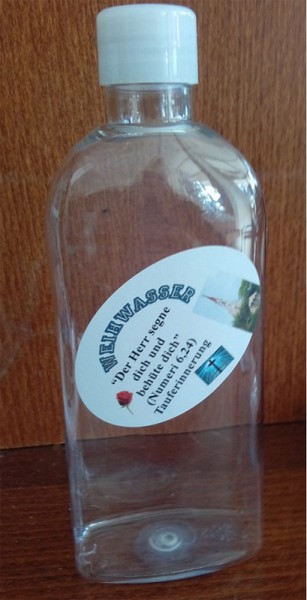 WEIHWASSER
“Der Herr segne
dich und
behüte dich”
(Numeri 6,24)
Tauferinnerung